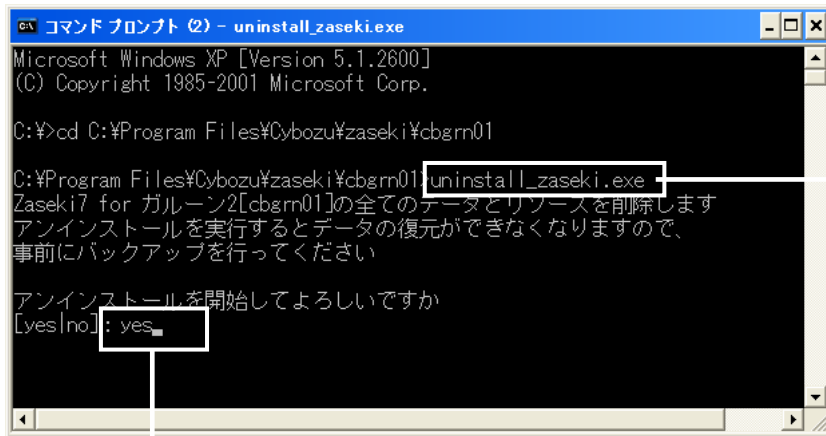 コマンド プロンプト (2) - uninstall_zaseki.exe
Microsoft Windows XP [Version 5.1.2600]
(C) Copyright 1985-2001 Microsoft Corp.
C:¥>cd C:¥Program Files¥Cybozu¥zaseki¥cbgrn01
C:¥Program Files¥Cybozu¥zaseki¥cbgrn01>uninstall_zaseki.exe
Zaseki7 for ガルーン2[cbgrn01]の全てのデータとリソースを削除します
アンインストールを実行するとデータの復元ができなくなりますので、
事前にバックアップを行ってください
アンインストールを開始してよろしいですか
[yes|no]: yes